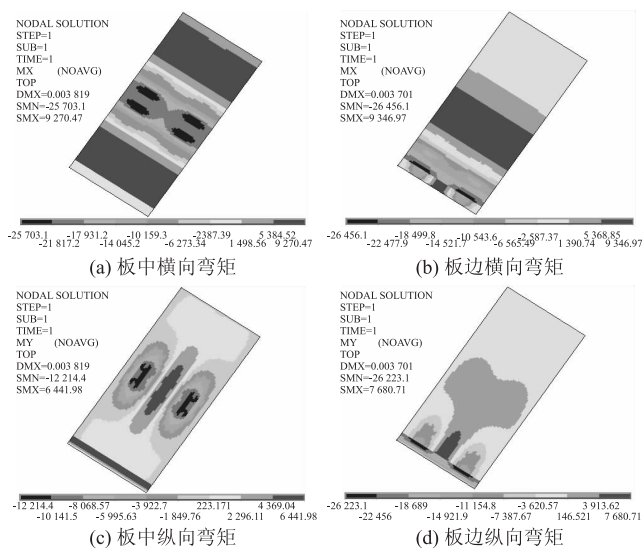 NODAL SOLUTION
STEP=1
SUB=1
TIME=1
MX (NOAVG)
TOP
DMX=0.003 819
SMN=-25 703.1
SMX=9 270.47
-25 703.1 -17 931.2 -10 159.3 -2387.39 5 384.52
-21 817.2 -14 045.2 -6 273.34 1 498.56 9 270.47
(a) 板中横向弯矩
NODAL SOLUTION
STEP=1
SUB=1
TIME=1
MX (NOAVG)
TOP
DMX=0.003 701
SMN=-26 456.1
SMX=9 346.97
-26 456.1 -18 499.8 -10 543.6 -2 587.37 5 368.85
-22 477.9 -14 521.7 -6 565.49 1 390.74 9 346.97
(b) 板边横向弯矩
NODAL SOLUTION
STEP=1
SUB=1
TIME=1
MY (NOAVG)
TOP
DMX=0.003 819
SMN=-12 214.4
SMX=6 441.98
-12 214.4 -8 068.57 -3 922.7 223.171 4 369.04
-10 141.5 -5 995.63 -1 849.76 2 296.11 6 441.98
(c) 板中纵向弯矩
NODAL SOLUTION
STEP=1
SUB=1
TIME=1
MY (NOAVG)
TOP
DMX=0.003 701
SMN=-26 223.1
SMX=7 680.71
-26 223.1 -18 689 -11 154.8 -3 620.57 3 913.62
-22 456 -14 921.9 -7 387.67 146.521 7 680.71
(d) 板边纵向弯矩